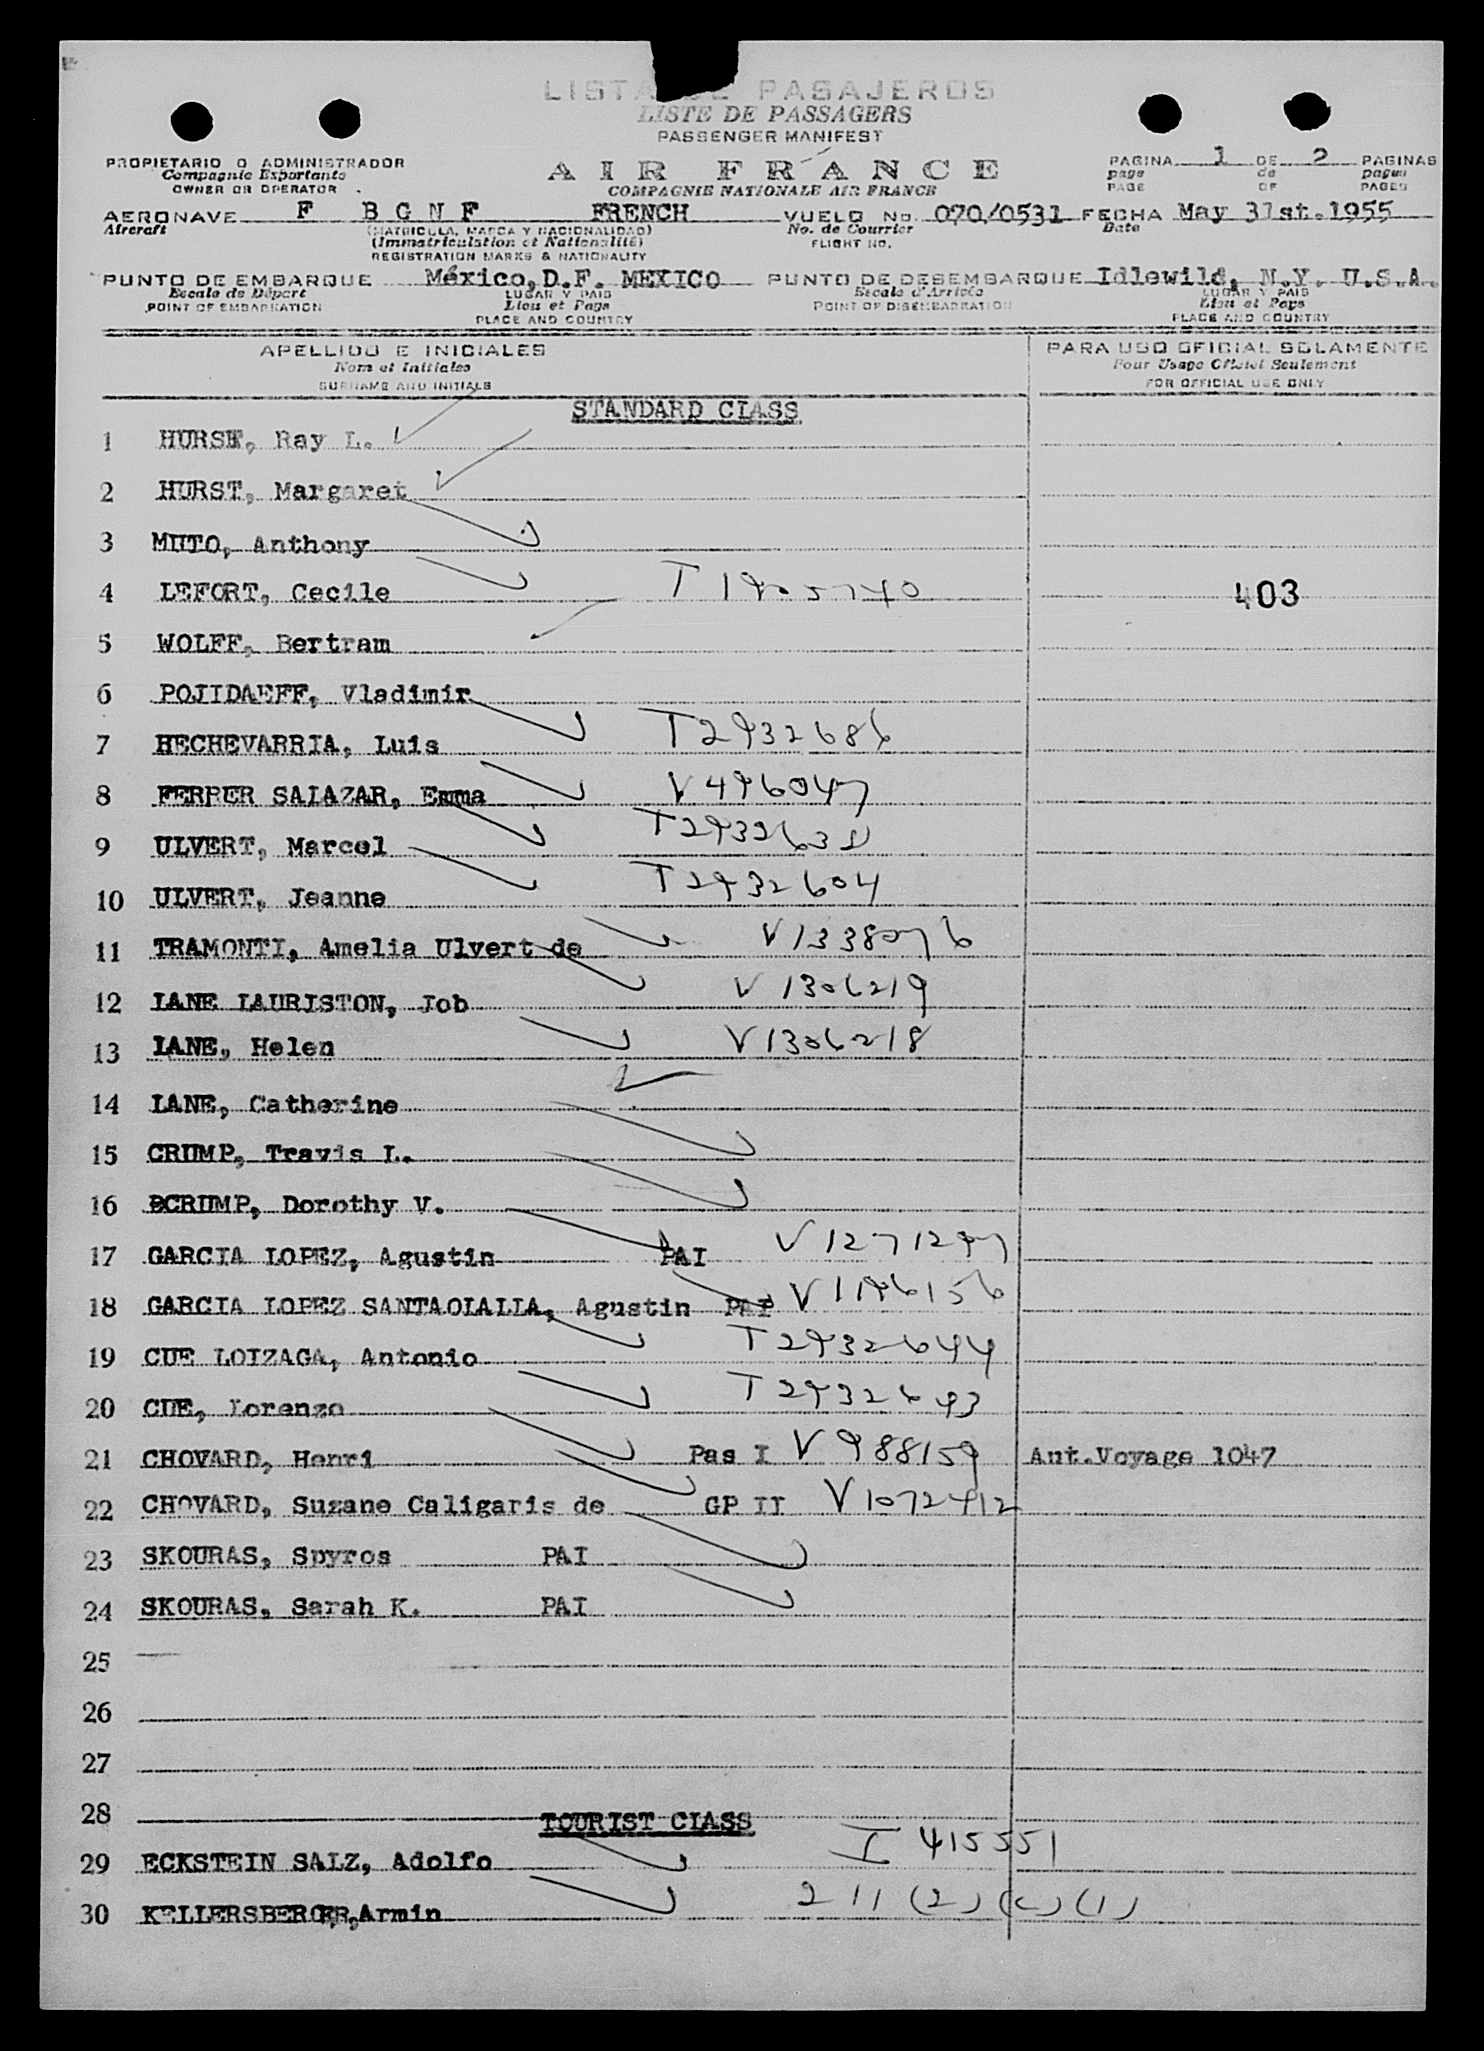 LISTA DE PASAJEROS
LISTE DE PASSAGERS
PASSENGER MANIFEST
PROPIETARIO O ADMINISTRADOR
Compagnie Exportante
OWNER OR OPERATOR
AIR FRANCE
COMPAGNIE NATIONALE AIR FRANCE
PAGINA 1 DE 2 PAGINAS
page de pages
PAGE OF PAGES
AERONAVE F BGNF FRENCH VUELO No. 070/0531 FECHA May 31st.1955
Aircraft (MATRICULA, MARCA Y NACIONALIDAD) No. de Courrier Date
(Immatriculation et Nationalité) FLIGHT NO.
REGISTRATION MARKS & NATIONALITY
PUNTO DE EMBARQUE México,D.F. MEXICO PUNTO DE DESEMBARQUE Idlewild, N.Y. U.S.A.
Escale de Départ LUGAR Y PAIS Escale d'Arrivée LUGAR Y PAIS
POINT OF EMBARKATION Lieu et Pays POINT OF DISEMBARKATION Lieu et Pays
PLACE AND COUNTRY PLACE AND COUNTRY
APELLIDO E INICIALES PARA USO OFICIAL SOLAMENTE
Nom et Initiales Pour Usage Officiel Seulement
SURNAME AND INITIALS FOR OFFICIAL USE ONLY
STANDARD CLASS
1 HURST, Ray L.
2 HURST, Margaret
3 MUTO, Anthony
4 LEFORT, Cecile 403
5 WOLFF, Bertram
6 POJIDAEFF, Vladimir
7 HECHEVARRIA, Luis T2932686
8 FERRER SALAZAR, Emma V496047
9 ULVERT, Marcel
10 ULVERT, Jeanne T2932604
11 TRAMONTI, Amelia Ulvert de V1338076
12 LANE LAURISTON, Job V1306219
13 LANE, Helen V1306218
14 LANE, Catherine
15 CRUMP, Travis L.
16 CRUMP, Dorothy V.
17 GARCIA LOPEZ, Agustin PAI V1271297
18 GARCIA LOPEZ SANTAOLALLA, Agustin PAI V1196156
19 CUE LOIZAGA, Antonio T2932644
20 CUE, Lorenzo T2932693
21 CHOVARD, Henri Pas I V988159 Ant.Voyage 1047
22 CHOVARD, Suzane Caligaris de GP II V1072912
23 SKOURAS, Spyros PAI
24 SKOURAS, Sarah K. PAI
25
26
27
28
TOURIST CLASS
29 ECKSTEIN SALZ, Adolfo I 415551
30 KELLERSBERGER,Armin 211 (2) (c) (1)